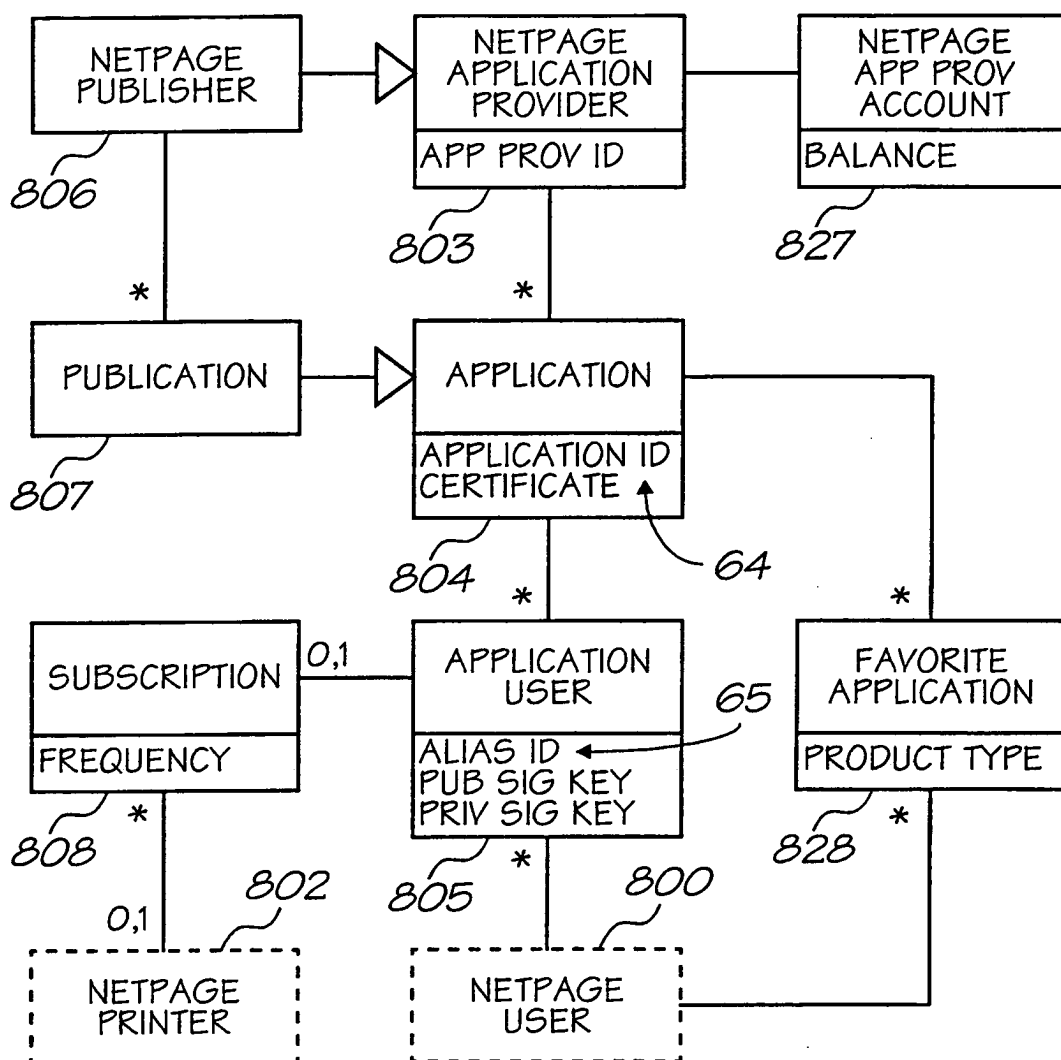 NETPAGE
PUBLISHER
806
NETPAGE
APPLICATION
PROVIDER
APP PROV ID
803
NETPAGE
APP PROV
ACCOUNT
BALANCE
827
*
*
PUBLICATION
807
APPLICATION
APPLICATION ID
CERTIFICATE
804
64
*
*
SUBSCRIPTION
FREQUENCY
808
0,1
APPLICATION
USER
ALIAS ID
PUB SIG KEY
PRIV SIG KEY
805
65
FAVORITE
APPLICATION
PRODUCT TYPE
828
*
*
*
0,1
802
800
NETPAGE
PRINTER
NETPAGE
USER